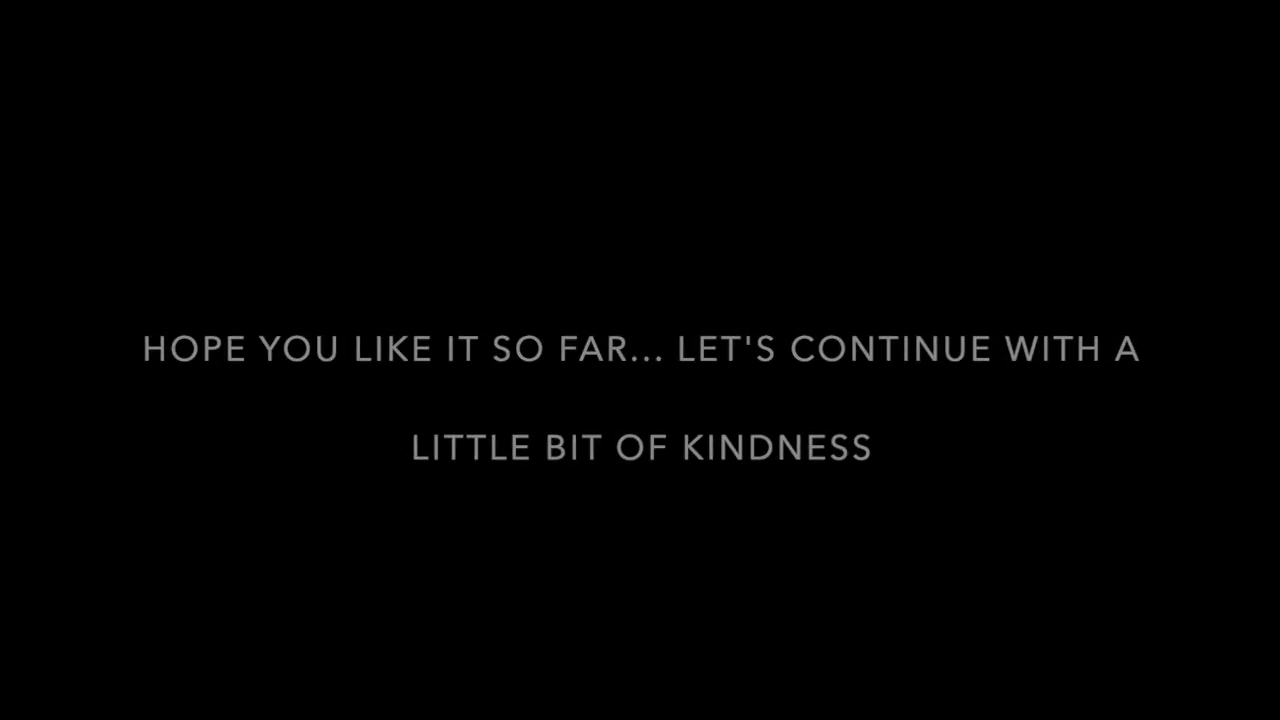 HOPE YOU LIKE IT SO FAR... LET'S CONTINUE WITH A
LITTLE BIT OF KINDNESS